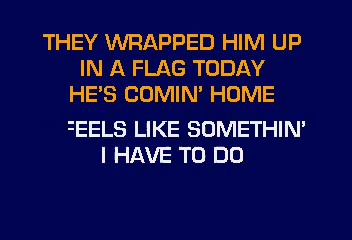 THEY WRAPPED HIM UP
IN A FLAG TODAY
HE'S COMIN' HOME
FEELS LIKE SOMETHIN'
I HAVE TO DO